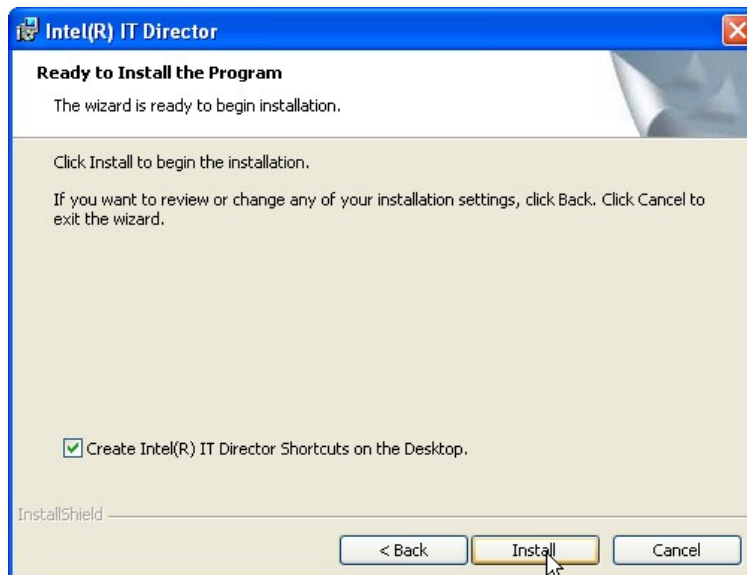 Intel(R) IT Director
Ready to Install the Program
The wizard is ready to begin installation.
Click Install to begin the installation.
If you want to review or change any of your installation settings, click Back. Click Cancel to
exit the wizard.
Create Intel(R) IT Director Shortcuts on the Desktop.
InstallShield
< Back
Install
Cancel